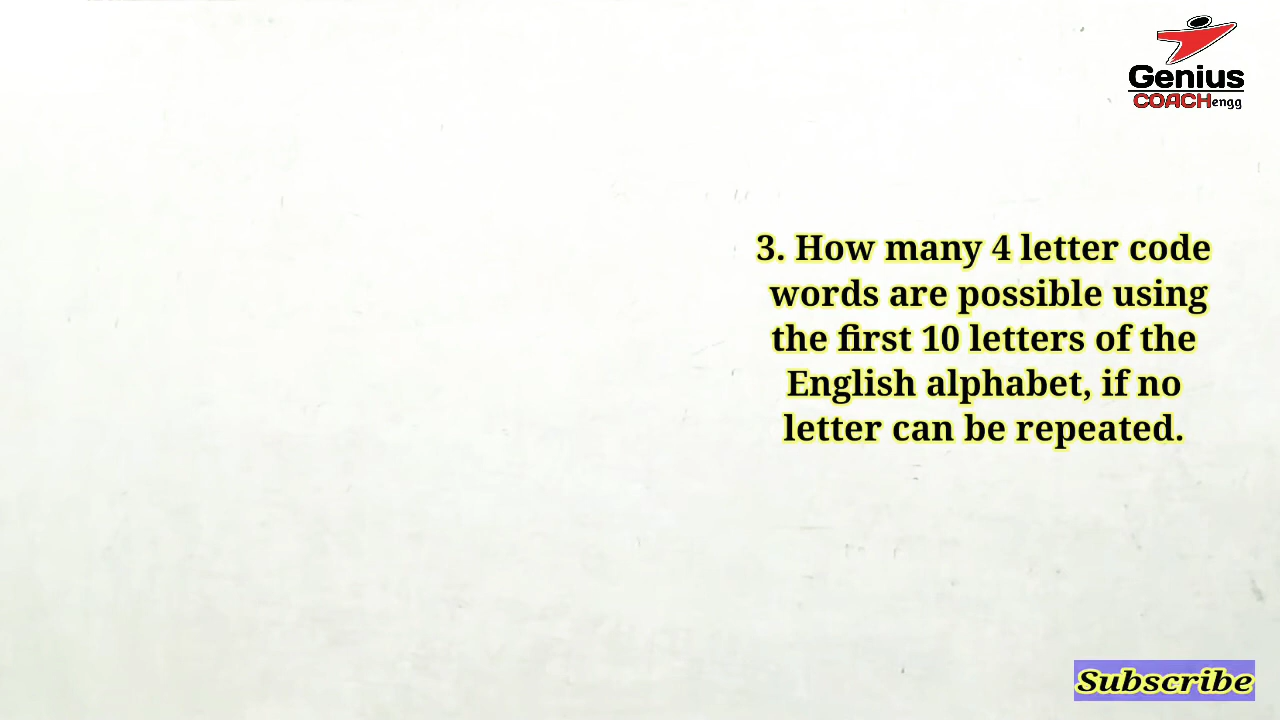 Genius
COACHengg
3. How many 4 letter code
words are possible using
the first 10 letters of the
English alphabet, if no
letter can be repeated.
Subscribe